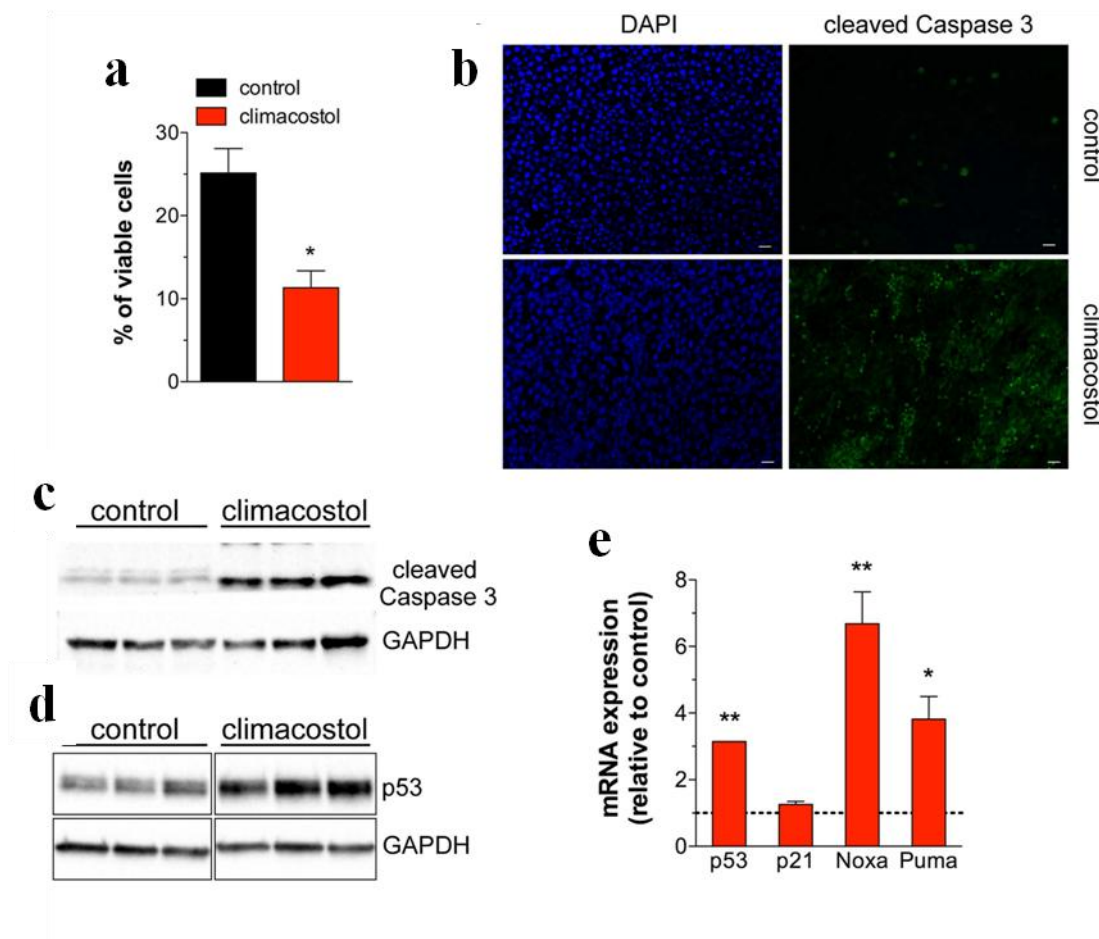 a
control
climacostol
% of viable cells
30
20
10
0
*
b
DAPI
cleaved Caspase 3
control
climacostol
c
control
climacostol
cleaved
Caspase 3
GAPDH
d
control
climacostol
p53
GAPDH
e
mRNA expression
(relative to control)
8
6
4
2
0
**
**
*
p53 p21 Noxa Puma